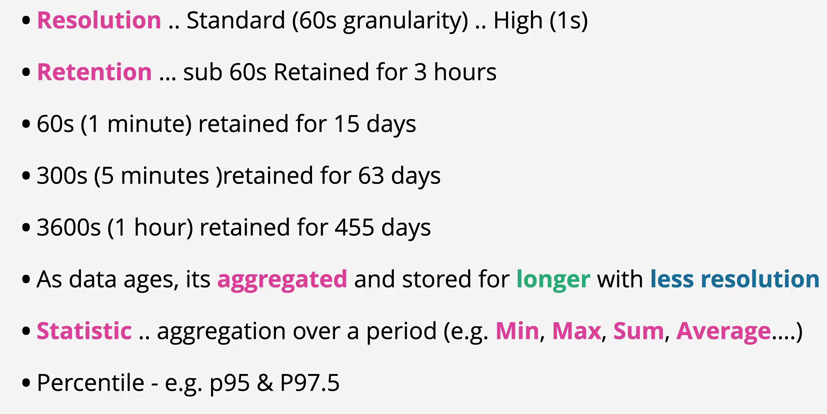 • Resolution .. Standard (60s granularity) .. High (1s)
• Retention ... sub 60s Retained for 3 hours
• 60s (1 minute) retained for 15 days
• 300s (5 minutes )retained for 63 days
• 3600s (1 hour) retained for 455 days
• As data ages, its aggregated and stored for longer with less resolution
• Statistic .. aggregation over a period (e.g. Min, Max, Sum, Average....)
• Percentile - e.g. p95 & P97.5